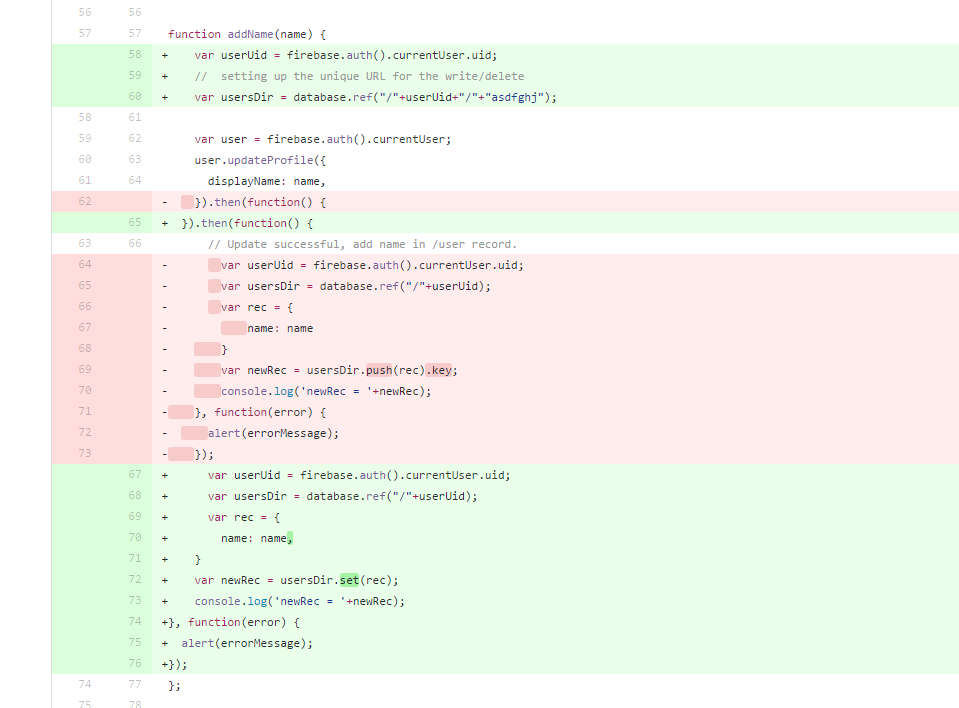 56 56
57 57 function addName(name) {
58 + var userUid = firebase.auth().currentUser.uid;
59 + // setting up the unique URL for the write/delete
60 + var usersDir = database.ref("/"+userUid+"/"+"asdfghj");
58 61
59 62 var user = firebase.auth().currentUser;
60 63 user.updateProfile({
61 64 displayName: name,
62 - }).then(function() {
65 + }).then(function() {
63 66 // Update successful, add name in /user record.
64 - var userUid = firebase.auth().currentUser.uid;
65 - var usersDir = database.ref("/"+userUid);
66 - var rec = {
67 - name: name
68 - }
69 - var newRec = usersDir.push(rec).key;
70 - console.log('newRec = '+newRec);
71 -}, function(error) {
72 - alert(errorMessage);
73 -});
67 + var userUid = firebase.auth().currentUser.uid;
68 + var usersDir = database.ref("/"+userUid);
69 + var rec = {
70 + name: name,
71 + }
72 + var newRec = usersDir.set(rec);
73 + console.log('newRec = '+newRec);
74 +}, function(error) {
75 + alert(errorMessage);
76 +});
74 77 };
75 78